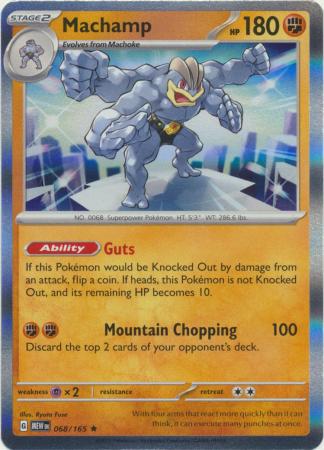 STAGE2 Machamp HP 180
Evolves from Machoke
NO. 0068 Superpower Pokémon HT: 5'3" WT: 286.6 lbs.
Ability Guts
If this Pokémon would be Knocked Out by damage from
an attack, flip a coin. If heads, this Pokémon is not Knocked
Out, and its remaining HP becomes 10.
Mountain Chopping 100
Discard the top 2 cards of your opponent's deck.
weakness ×2 resistance retreat
Illus. Ryota Fuse
G MEW EN 068/165 ★
With four arms that react more quickly than it can
think, it can execute many punches at once.